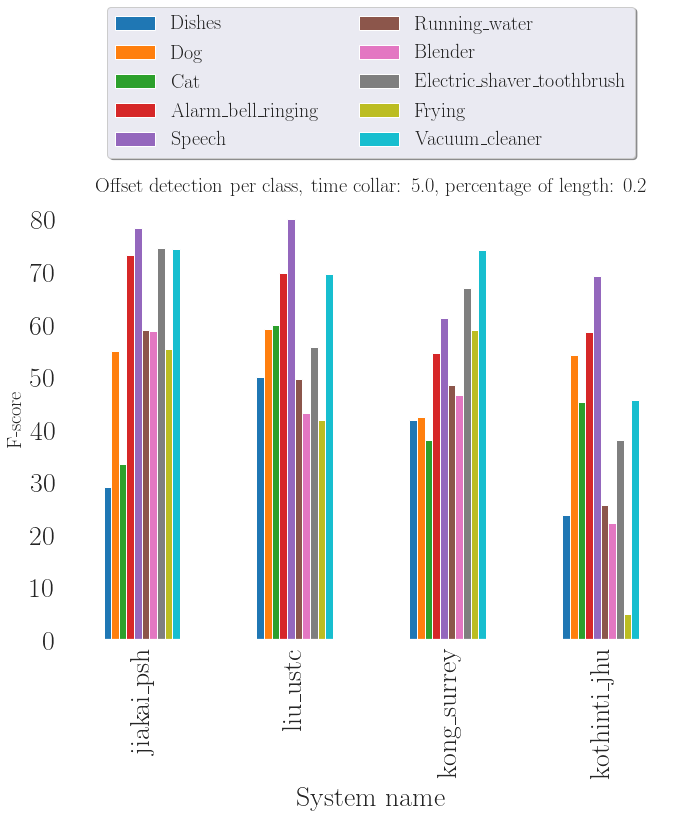 Dishes
Dog
Cat
Alarm_bell_ringing
Speech
Running_water
Blender
Electric_shaver_toothbrush
Frying
Vacuum_cleaner
Offset detection per class, time collar: 5.0, percentage of length: 0.2
80
70
60
50
40
30
20
10
0
F-score
jiakai_psh
liu_ustc
kong_surrey
kothinti_jhu
System name